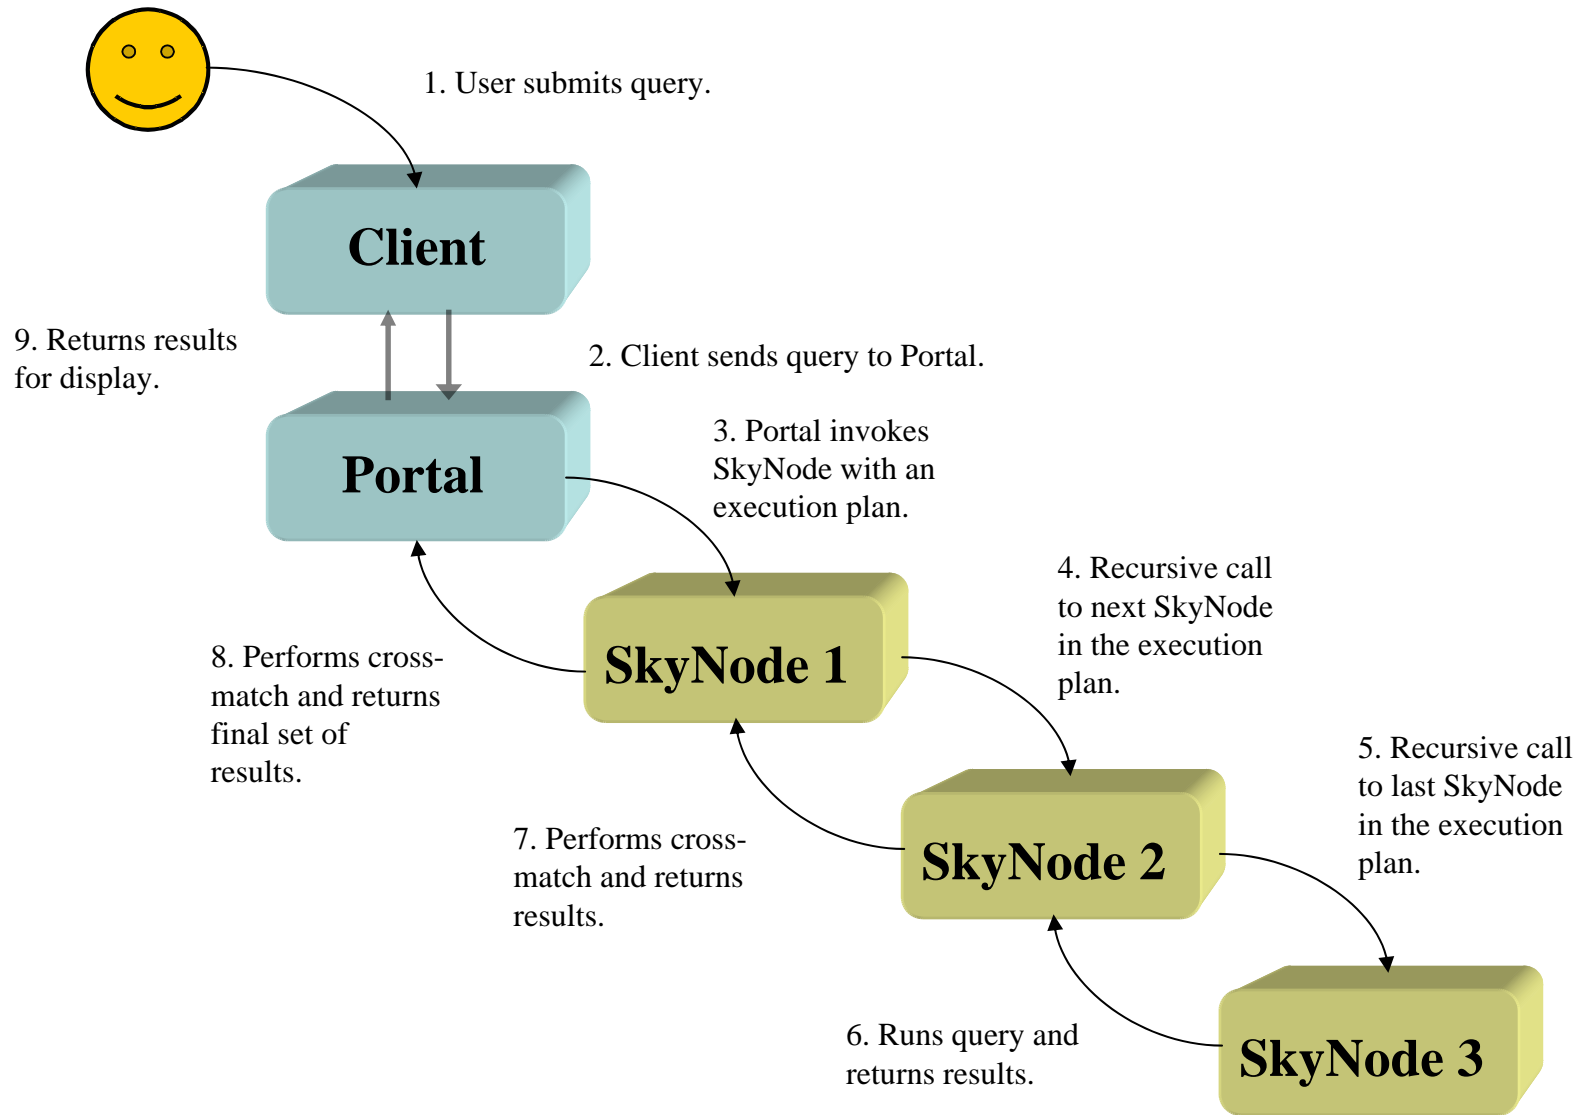 1. User submits query.
Client
9. Returns results
for display.
2. Client sends query to Portal.
Portal
3. Portal invokes
SkyNode with an
execution plan.
SkyNode 1
4. Recursive call
to next SkyNode
in the execution
plan.
8. Performs cross-
match and returns
final set of
results.
SkyNode 2
5. Recursive call
to last SkyNode
in the execution
plan.
7. Performs cross-
match and returns
results.
6. Runs query and
returns results.
SkyNode 3